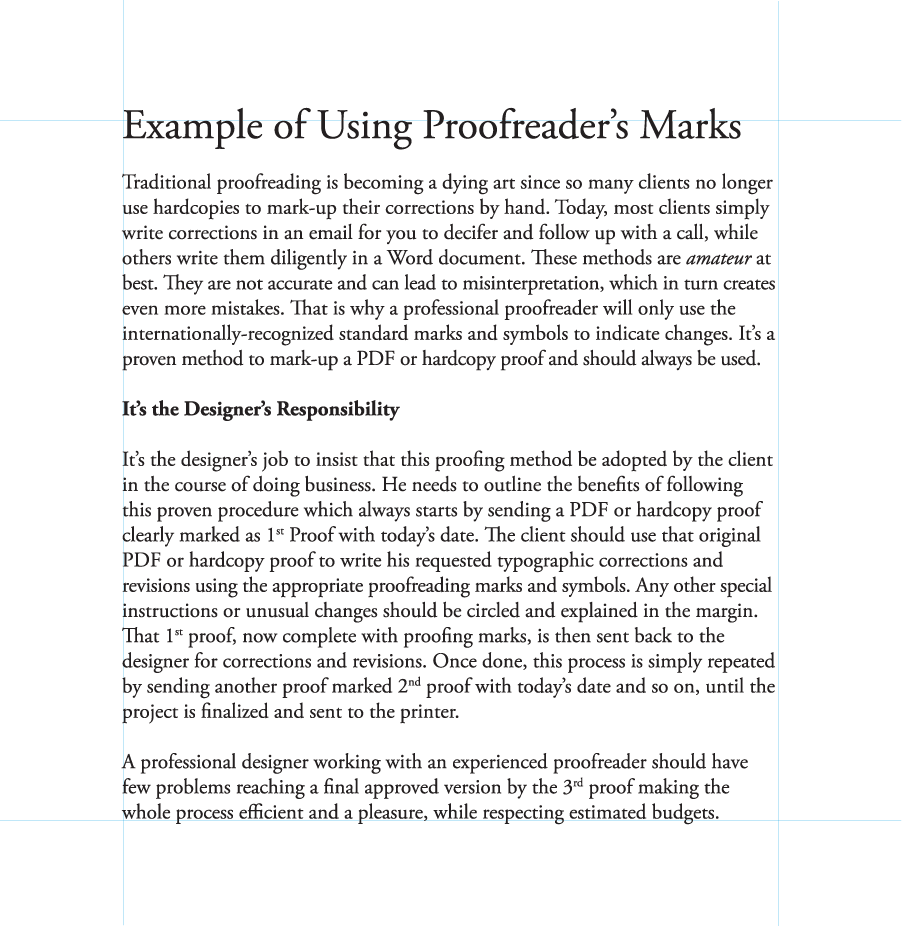 Example of Using Proofreader’s Marks
Traditional proofreading is becoming a dying art since so many clients no longer
use hardcopies to mark-up their corrections by hand. Today, most clients simply
write corrections in an email for you to decifer and follow up with a call, while
others write them diligently in a Word document. These methods are amateur at
best. They are not accurate and can lead to misinterpretation, which in turn creates
even more mistakes. That is why a professional proofreader will only use the
internationally-recognized standard marks and symbols to indicate changes. It’s a
proven method to mark-up a PDF or hardcopy proof and should always be used.
It’s the Designer’s Responsibility
It’s the designer’s job to insist that this proofing method be adopted by the client
in the course of doing business. He needs to outline the benefits of following
this proven procedure which always starts by sending a PDF or hardcopy proof
clearly marked as 1st Proof with today’s date. The client should use that original
PDF or hardcopy proof to write his requested typographic corrections and
revisions using the appropriate proofreading marks and symbols. Any other special
instructions or unusual changes should be circled and explained in the margin.
That 1st proof, now complete with proofing marks, is then sent back to the
designer for corrections and revisions. Once done, this process is simply repeated
by sending another proof marked 2nd proof with today’s date and so on, until the
project is finalized and sent to the printer.
A professional designer working with an experienced proofreader should have
few problems reaching a final approved version by the 3rd proof making the
whole process efficient and a pleasure, while respecting estimated budgets.